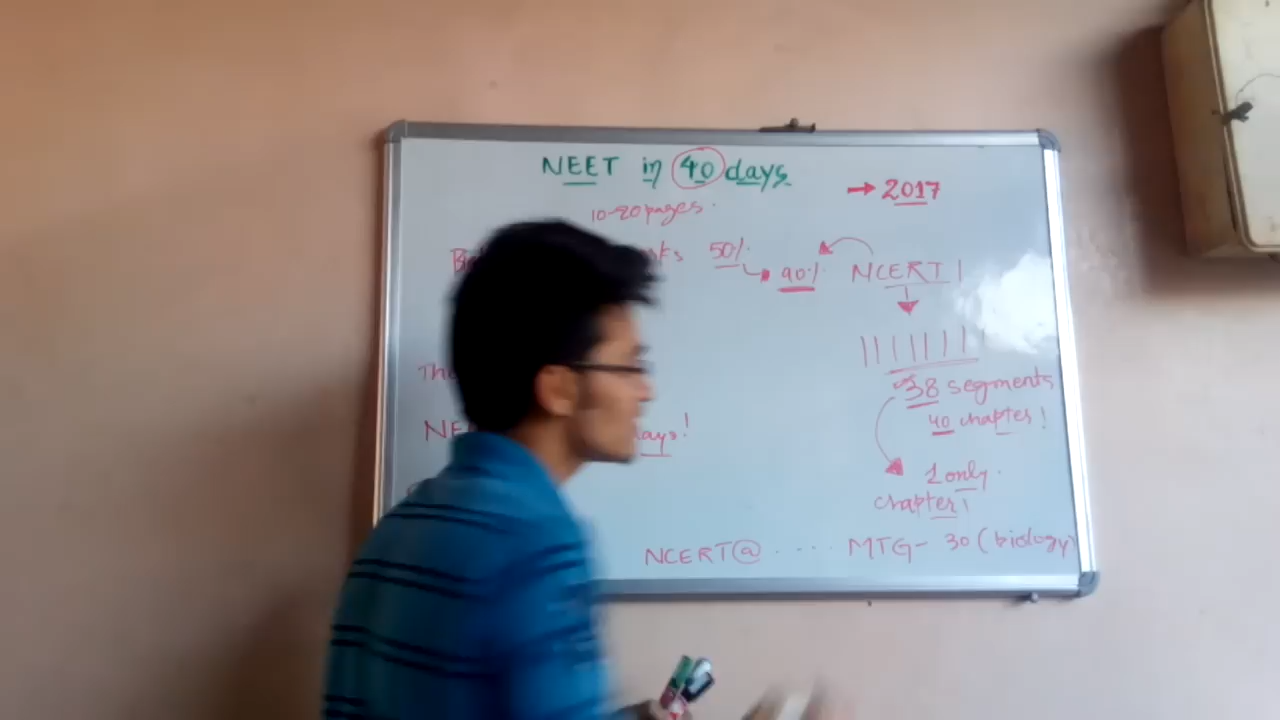 NEET in 40 days
→ 2017
10-20 pages.
50%
90% NCERT
38 segments
40 chapter!
1 only.
chapter!
NCERT@ ..... MTG- 30 (biology)